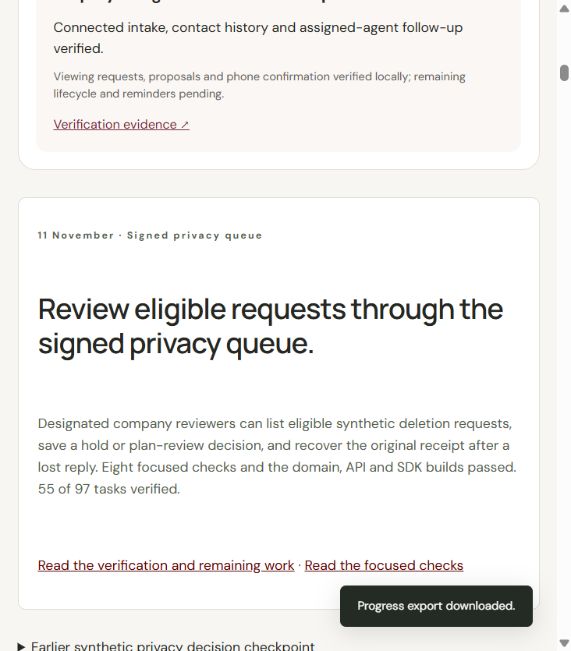 Connected intake, contact history and assigned-agent follow-up
verified.
Viewing requests, proposals and phone confirmation verified locally; remaining
lifecycle and reminders pending.
Verification evidence ↗
11 November · Signed privacy queue
Review eligible requests through the
signed privacy queue.
Designated company reviewers can list eligible synthetic deletion requests,
save a hold or plan-review decision, and recover the original receipt after a
lost reply. Eight focused checks and the domain, API and SDK builds passed.
55 of 97 tasks verified.
Read the verification and remaining work · Read the focused checks
Progress export downloaded.
▶ Earlier synthetic privacy decision checkpoint